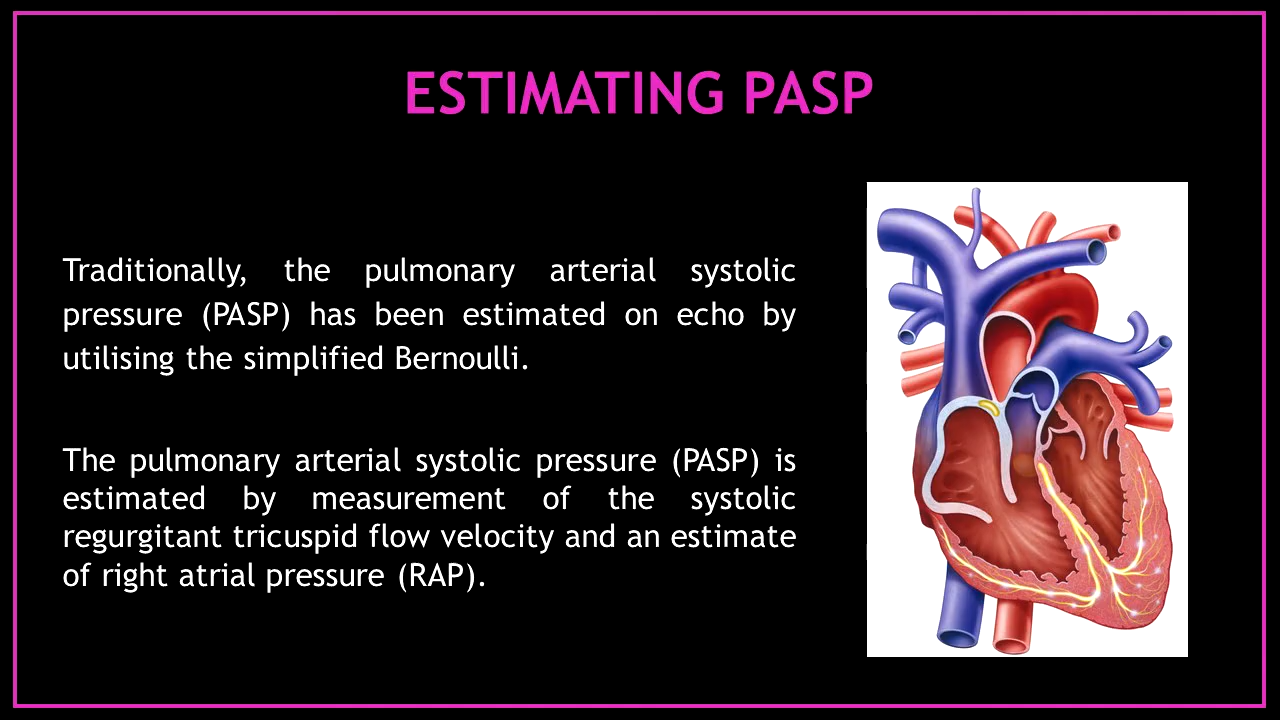 ESTIMATING PASP
Traditionally, the pulmonary arterial systolic
pressure (PASP) has been estimated on echo by
utilising the simplified Bernoulli.
The pulmonary arterial systolic pressure (PASP) is
estimated by measurement of the systolic
regurgitant tricuspid flow velocity and an estimate
of right atrial pressure (RAP).